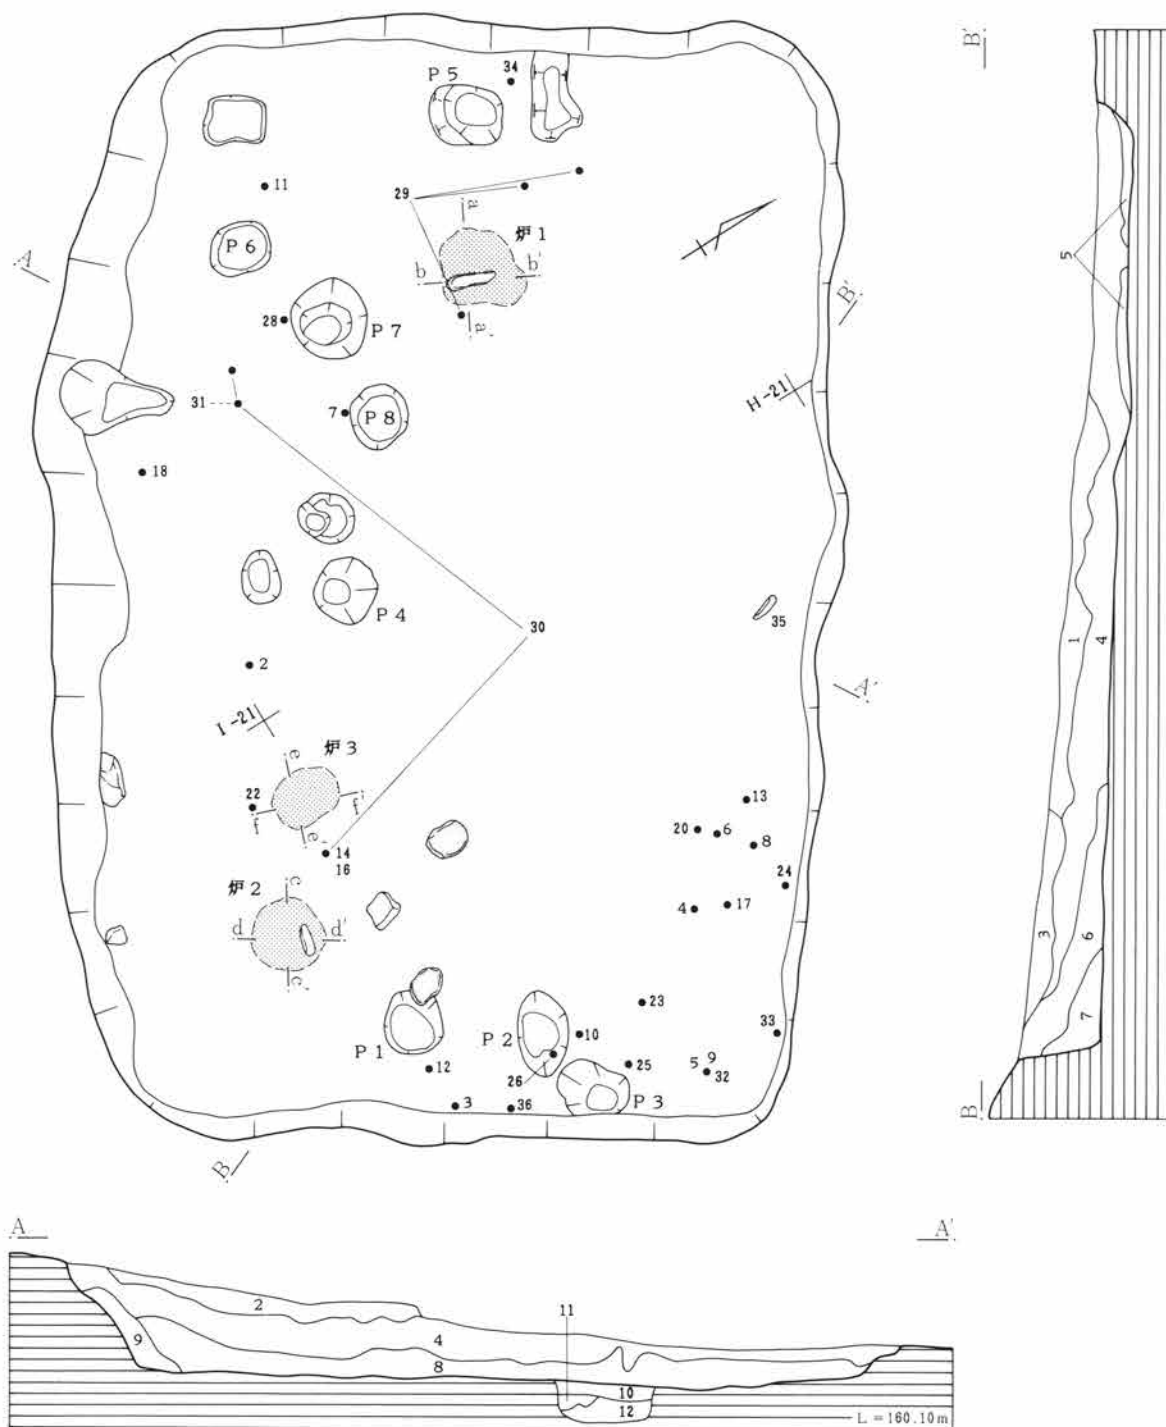 P 5
34
B'
11
29
a
炉 1
P 6
b
b'
A
5
B'
28
P 7
a'
31
7
P 8
H-21
18
P 4
30
35
1
4
2
A'
I-21
炉 3
e
22
f
f'
13
20
6
8
e'
14
16
24
炉 2
c
4
17
d
d'
3
6
c'
23
33
7
P 1
P 2
10
12
26
25
5
9
32
P 3
3
36
B
B
A
A'
2
11
4
9
8
10
12
L = 160.10m